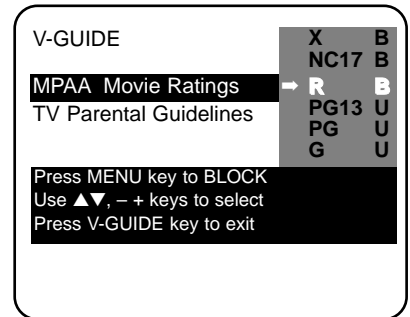 V-GUIDE
MPAA Movie Ratings
TV Parental Guidelines
X B
NC17 B
➡ R B
PG13 U
PG U
G U
Press MENU key to BLOCK
Use ▲▼, – + keys to select
Press V-GUIDE key to exit